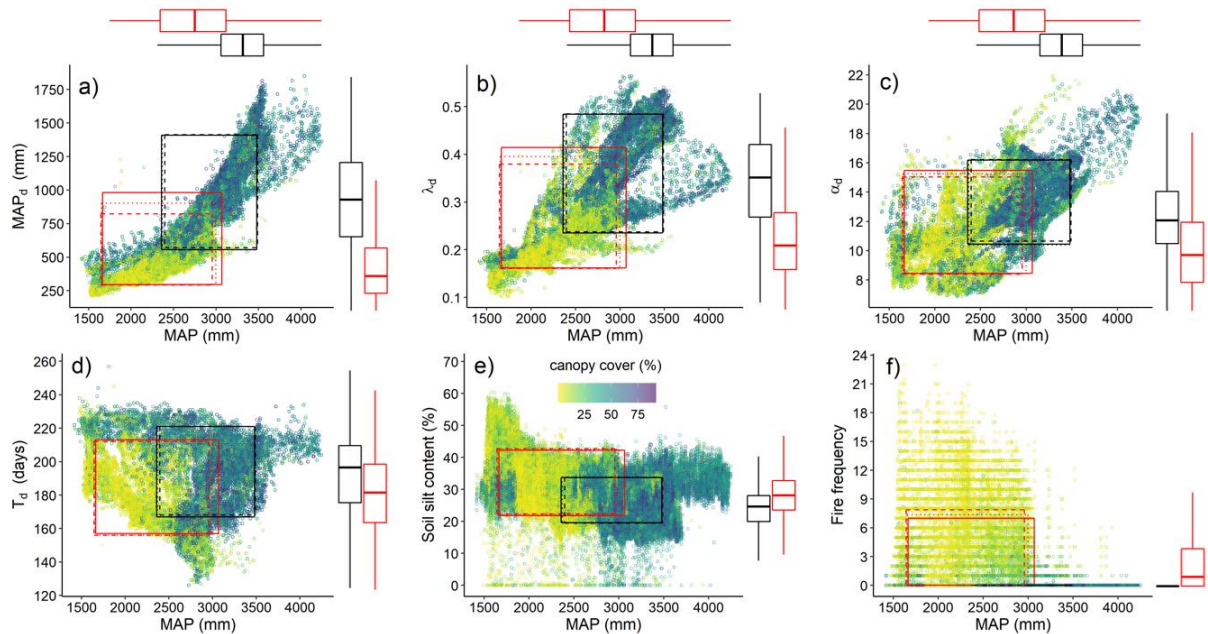 a)
MAP_d (mm)
1750
1500
1250
1000
750
500
250
1500 2000 2500 3000 3500 4000
MAP (mm)
b)
λ_d
0.5
0.4
0.3
0.2
0.1
1500 2000 2500 3000 3500 4000
MAP (mm)
c)
α_d
22
20
18
16
14
12
10
8
1500 2000 2500 3000 3500 4000
MAP (mm)
d)
T_d (days)
260
240
220
200
180
160
140
120
1500 2000 2500 3000 3500 4000
MAP (mm)
e)
canopy cover (%)
25 50 75
Soil silt content (%)
70
60
50
40
30
20
10
0
1500 2000 2500 3000 3500 4000
MAP (mm)
f)
Fire frequency
24
21
18
15
12
9
6
3
0
1500 2000 2500 3000 3500 4000
MAP (mm)